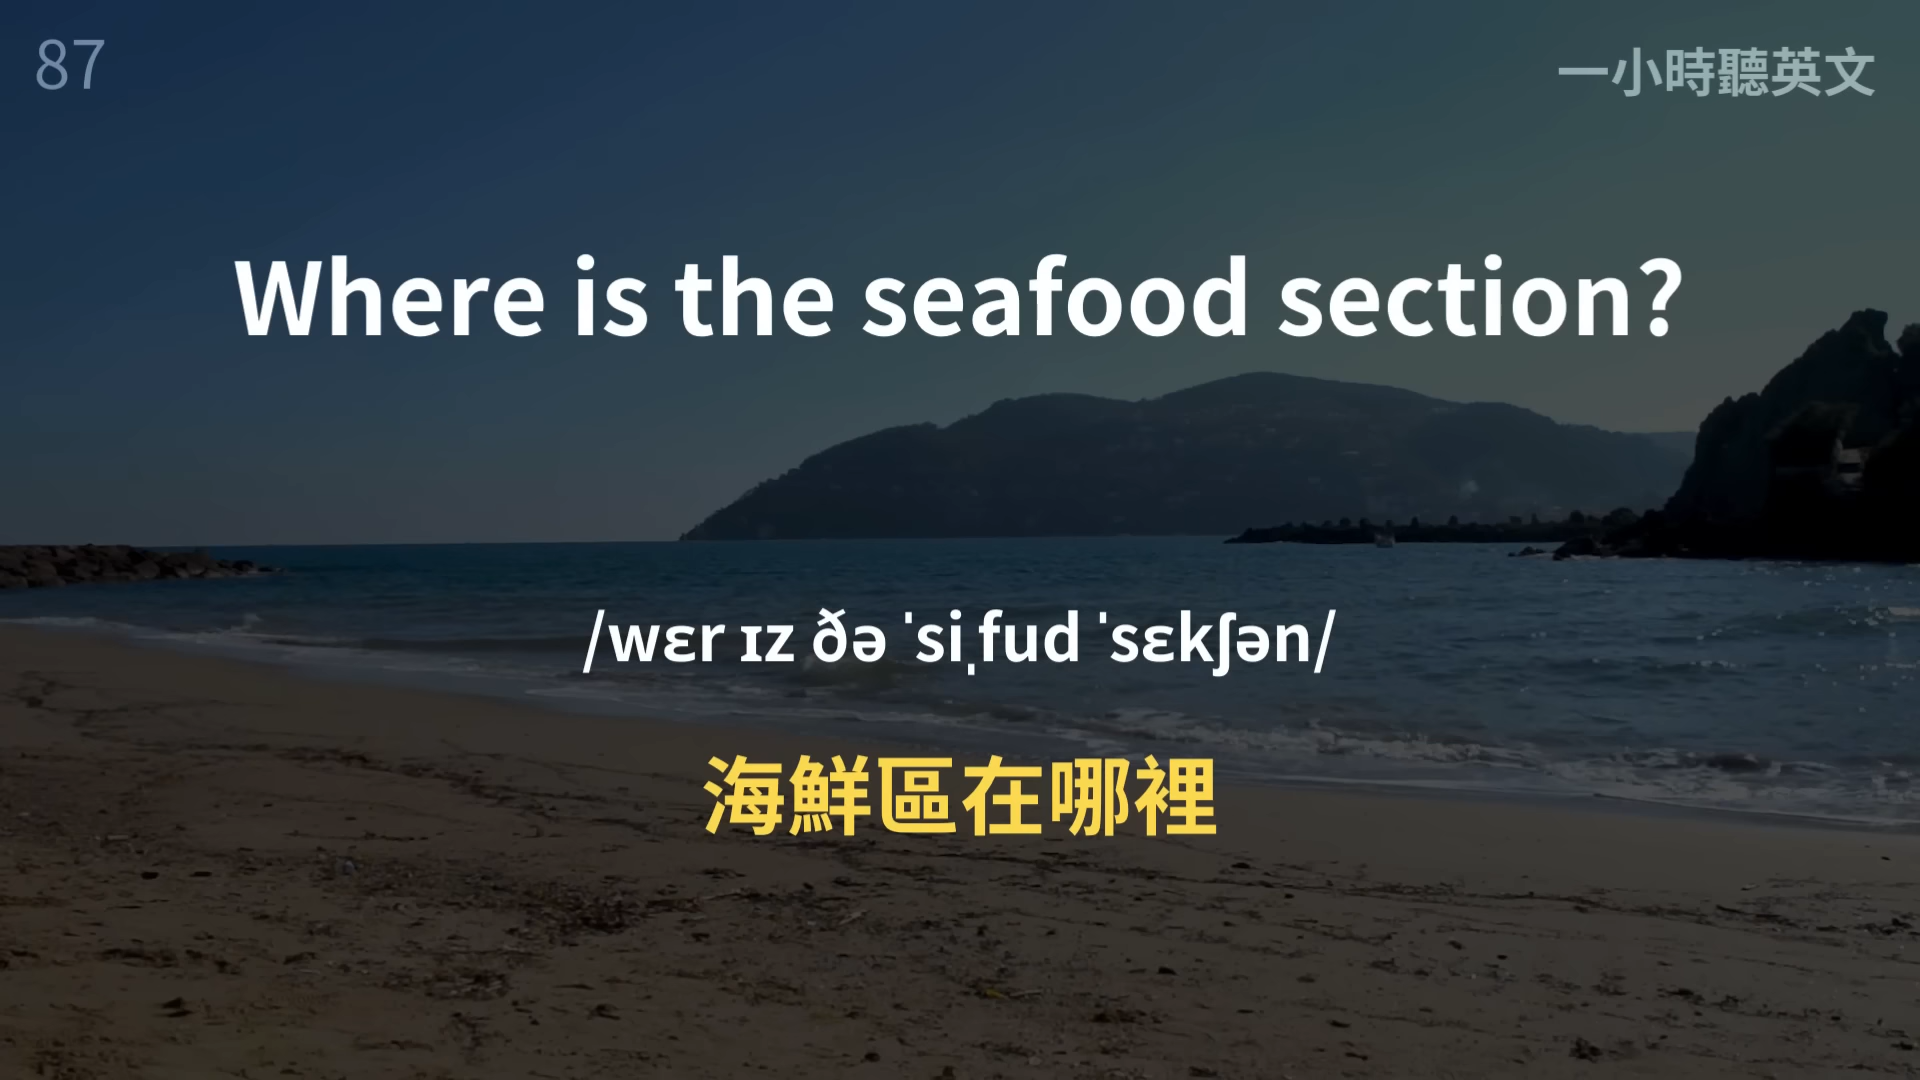 87
一小時聽英文
Where is the seafood section?
/wɛr ɪz ðə ˈsiˌfud ˈsɛkʃən/
海鮮區在哪裡